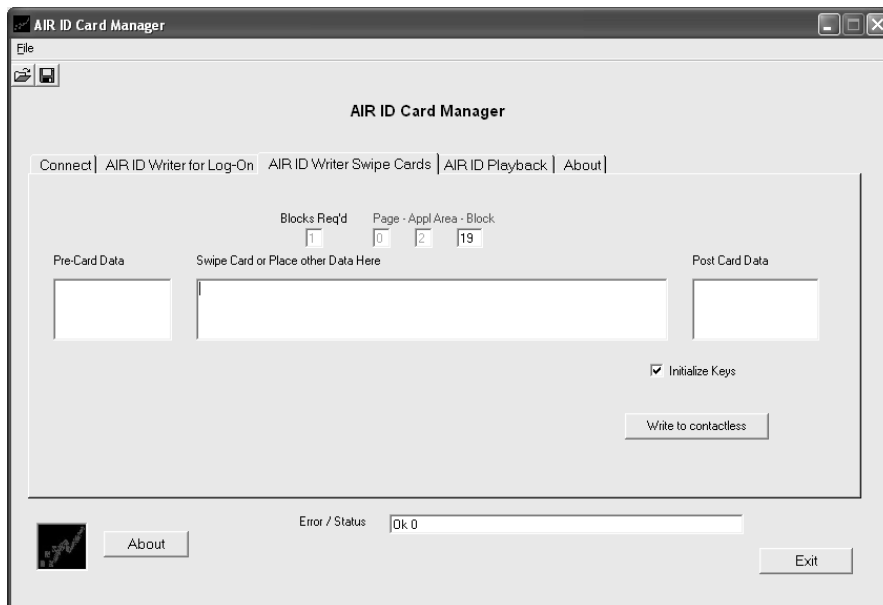 AIR ID Card Manager
File
AIR ID Card Manager
Connect AIR ID Writer for Log-On AIR ID Writer Swipe Cards AIR ID Playback About
Blocks Req'd Page - Appl Area - Block
1 0 2 19
Pre-Card Data Swipe Card or Place other Data Here Post Card Data
Initialize Keys
Write to contactless
Error / Status Ok 0
About
Exit